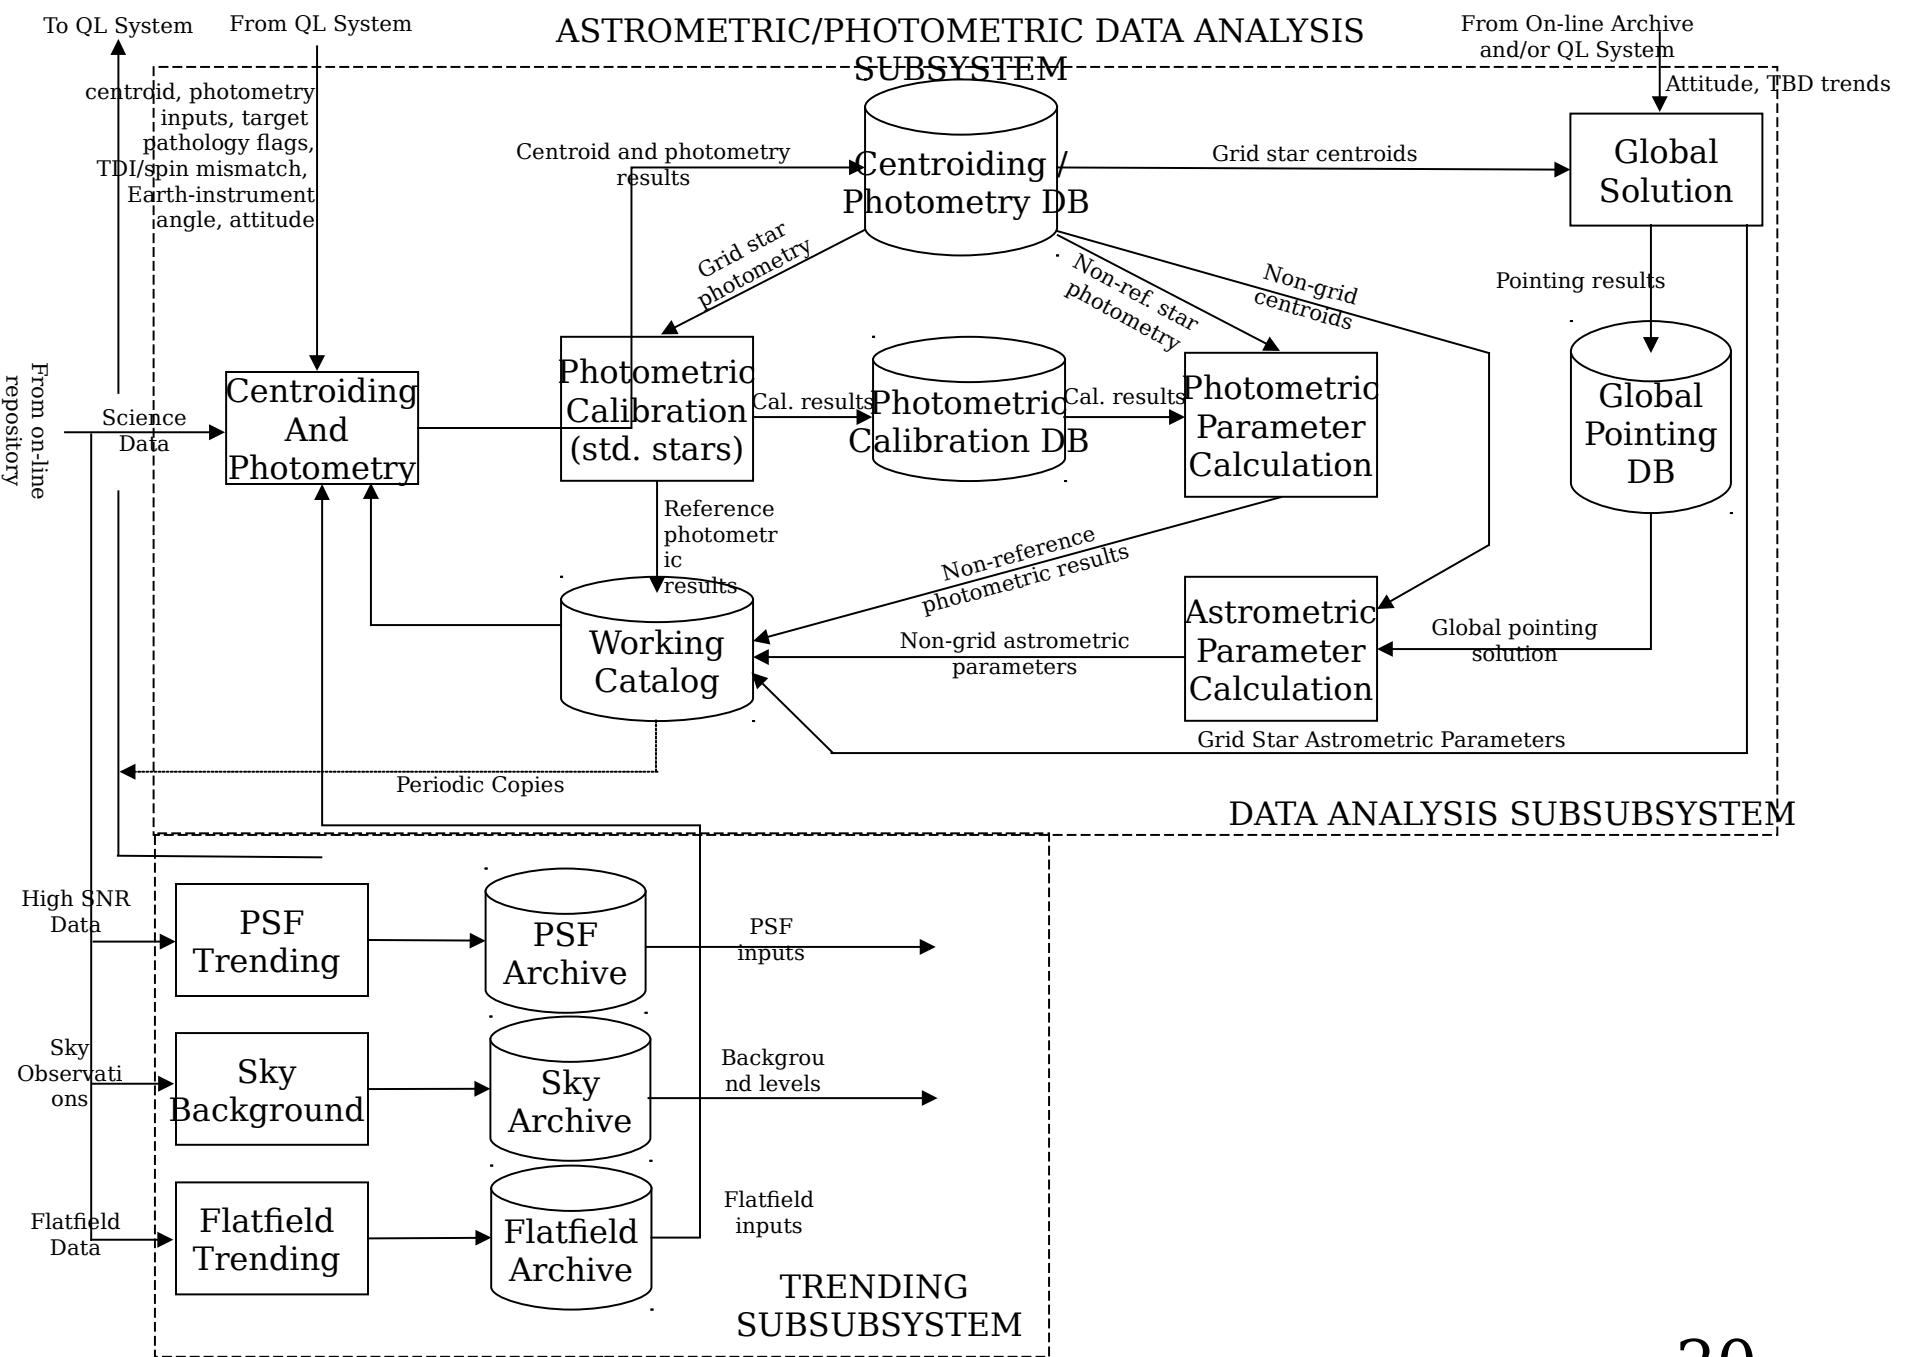 To QL System
From QL System
ASTROMETRIC/PHOTOMETRIC DATA ANALYSIS
SUBSYSTEM
From On-line Archive
and/or QL System
Attitude, TBD trends
centroid, photometry
inputs, target
pathology flags,
TDI/spin mismatch,
Earth-instrument
angle, attitude
Centroid and photometry
results
Centroiding /
Photometry DB
Grid star centroids
Global
Solution
Grid star
photometry
Non-ref. star
photometry
Non-grid
centroids
Pointing results
From on-line
repository
Science
Data
Centroiding
And
Photometry
Photometric
Calibration
(std. stars)
Cal. results
Photometric
Calibration DB
Cal. results
Photometric
Parameter
Calculation
Global
Pointing
DB
Reference
photometr
ic
results
Non-reference
photometric results
Working
Catalog
Non-grid astrometric
parameters
Astrometric
Parameter
Calculation
Global pointing
solution
Grid Star Astrometric Parameters
Periodic Copies
DATA ANALYSIS SUBSUBSYSTEM
High SNR
Data
PSF
Trending
PSF
Archive
PSF
inputs
Sky
Observati
ons
Sky
Background
Sky
Archive
Backgrou
nd levels
Flatfield
Data
Flatfield
Trending
Flatfield
Archive
Flatfield
inputs
TRENDING
SUBSUBSYSTEM